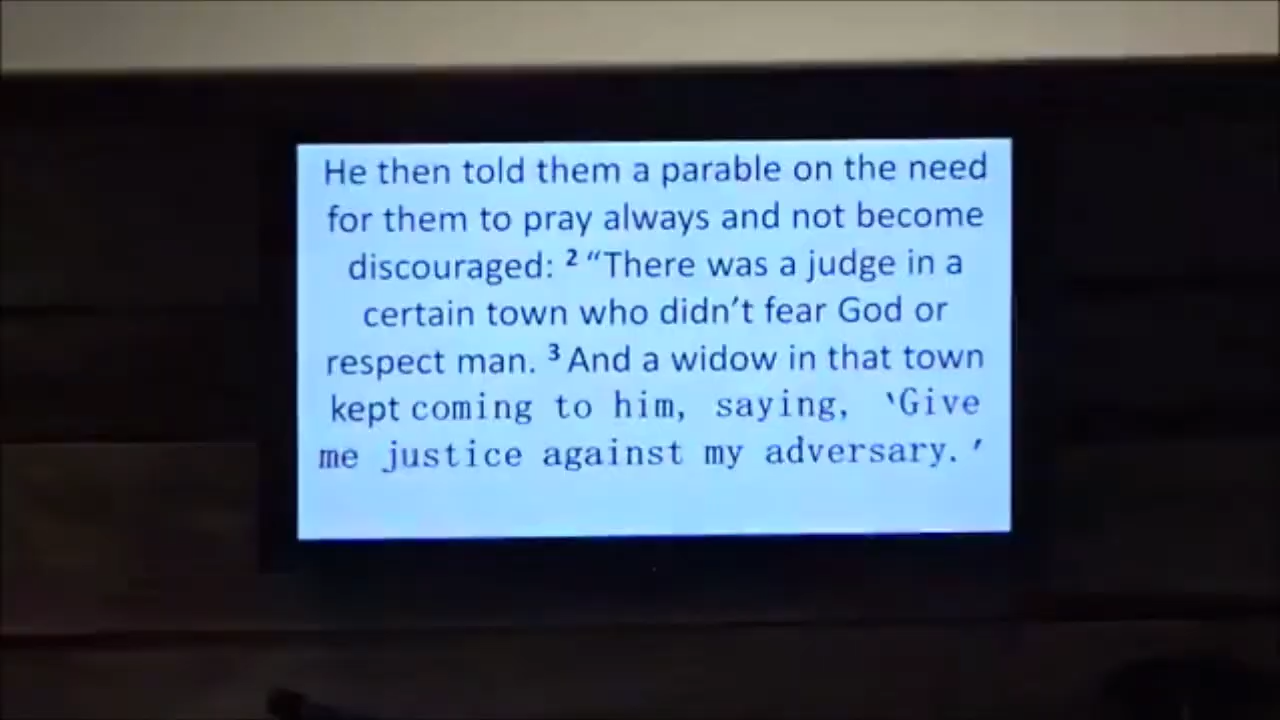 He then told them a parable on the need
for them to pray always and not become
discouraged: ² “There was a judge in a
certain town who didn’t fear God or
respect man. ³ And a widow in that town
kept coming to him, saying, ‘Give
me justice against my adversary.’